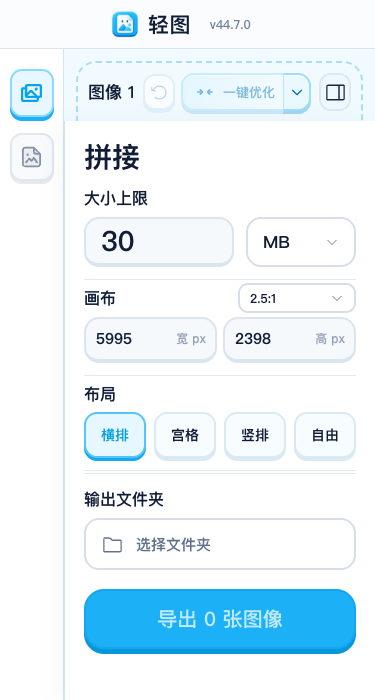 轻图 v44.7.0
图像 1 一键优化
拼接
大小上限
30 MB
画布 2.5:1
5995 宽 px 2398 高 px
布局
横排 宫格 竖排 自由
输出文件夹
选择文件夹
导出 0 张图像